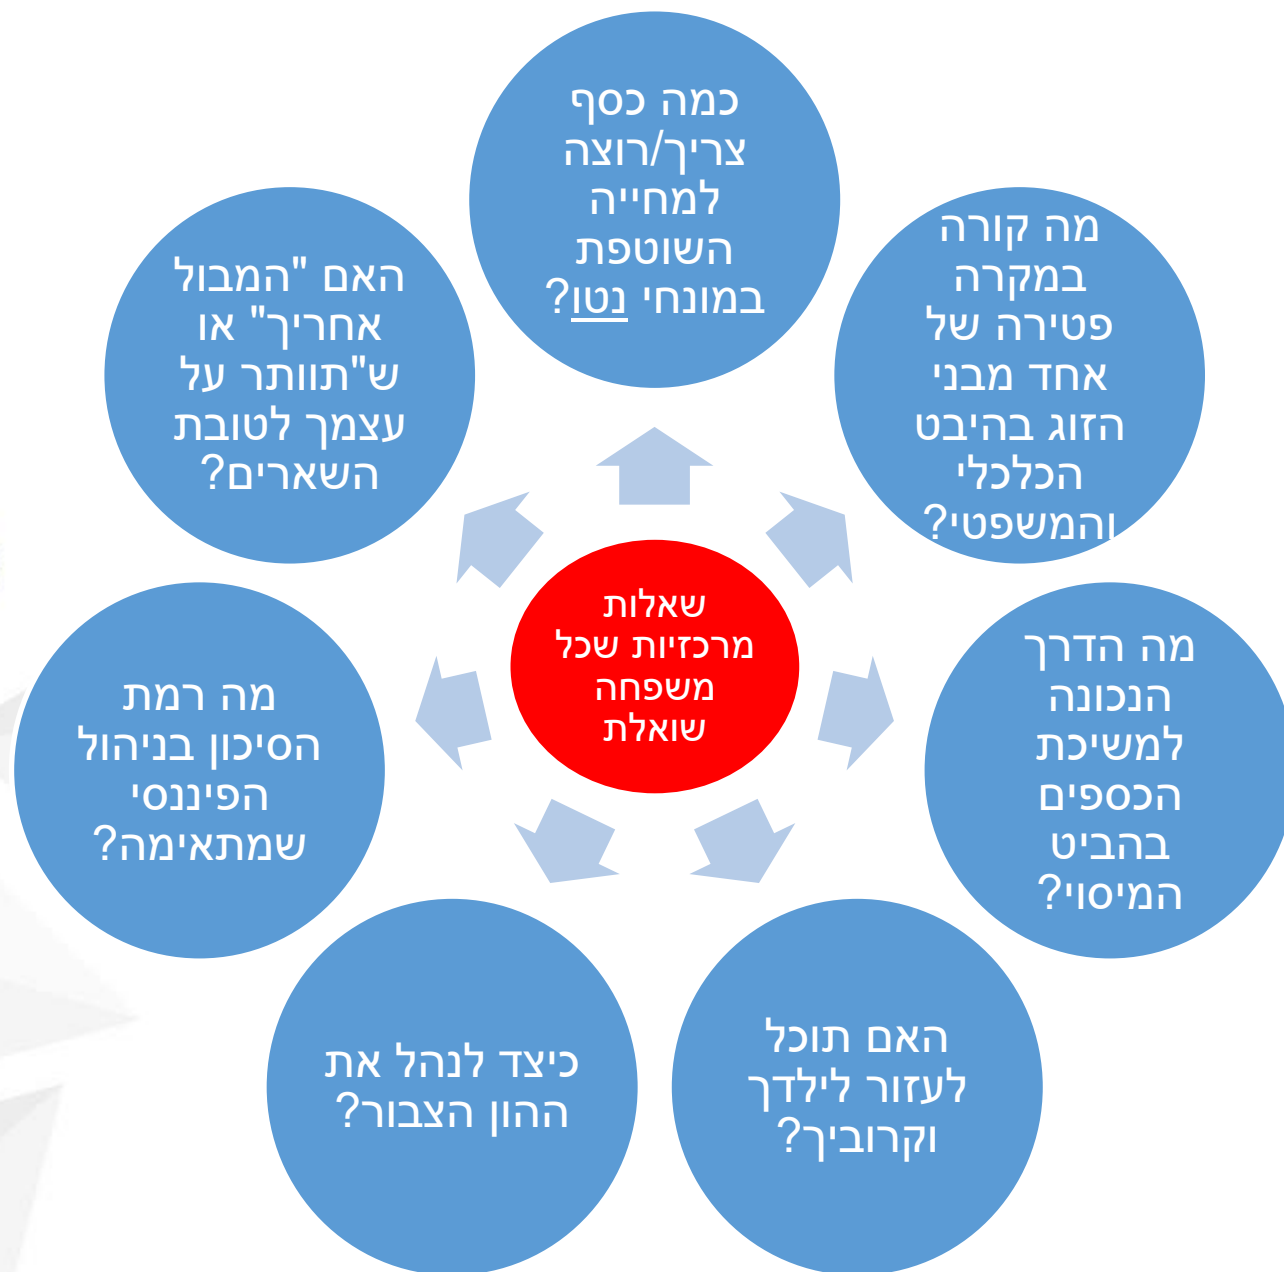 כמה כסף
צריך/רוצה
למחייה
השוטפת
במונחי נטו?
מה קורה
במקרה
פטירה של
אחד מבני
הזוג בהיבט
הכלכלי
והמשפטי?
מה הדרך
הנכונה
למשיכת
הכספים
בהביט
המיסוי?
האם תוכל
לעזור לילדך
וקרוביך?
כיצד לנהל את
ההון הצבור?
מה רמת
הסיכון בניהול
הפיננסי
שמתאימה?
האם "המבול
אחריך" או
ש"תוותר על
עצמך לטובת
השארים?
שאלות
מרכזיות שכל
משפחה
שואלת